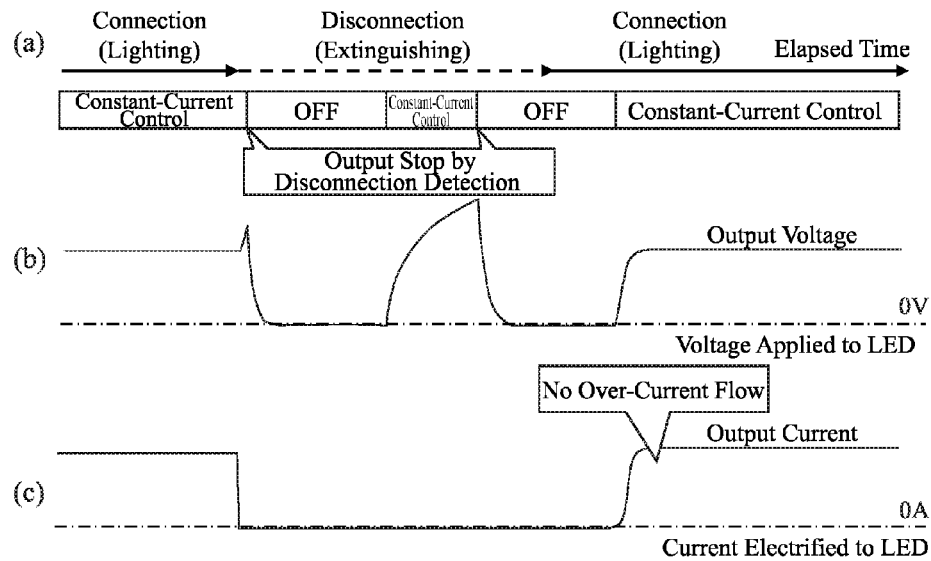 (a)
Connection
(Lighting)
Disconnection
(Extinguishing)
Connection
(Lighting)
Elapsed Time
Constant-Current
Control
OFF
Constant-Current
Control
OFF
Constant-Current Control
Output Stop by
Disconnection Detection
(b)
Output Voltage
0V
Voltage Applied to LED
No Over-Current Flow
Output Current
(c)
0A
Current Electrified to LED